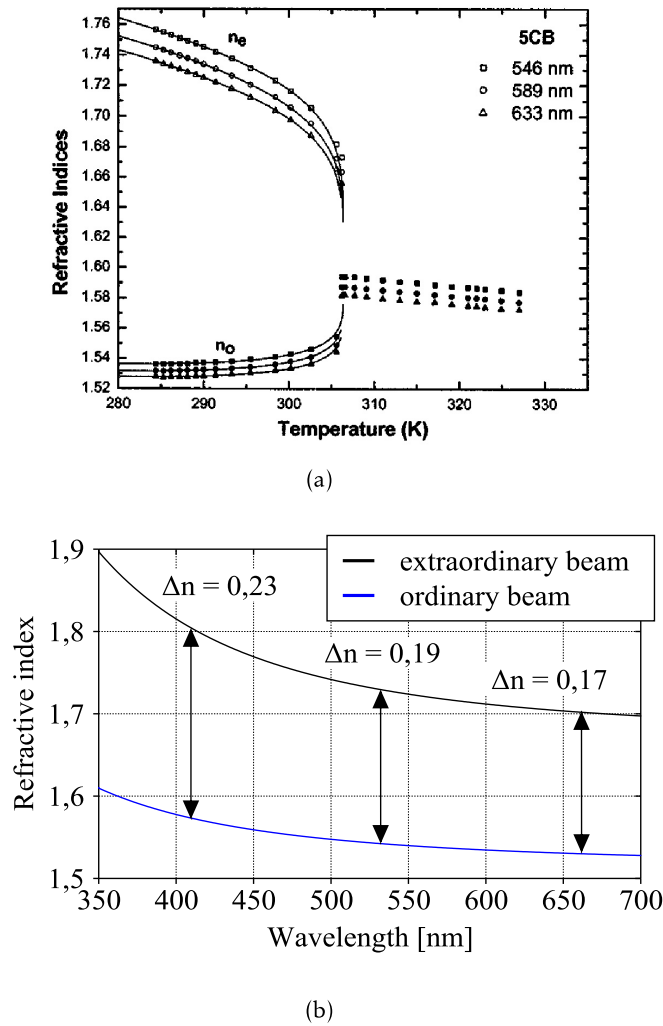 1.76
1.74
1.72
1.70
1.68
1.66
1.64
1.62
1.60
1.58
1.56
1.54
1.52
Refractive Indices
nₑ
nₒ
5CB
546 nm
589 nm
633 nm
280 290 300 310 320 330
Temperature (K)
(a)
1,9
1,8
1,7
1,6
1,5
Refractive index
extraordinary beam
ordinary beam
Δn = 0,23
Δn = 0,19
Δn = 0,17
350 400 450 500 550 600 650 700
Wavelength [nm]
(b)